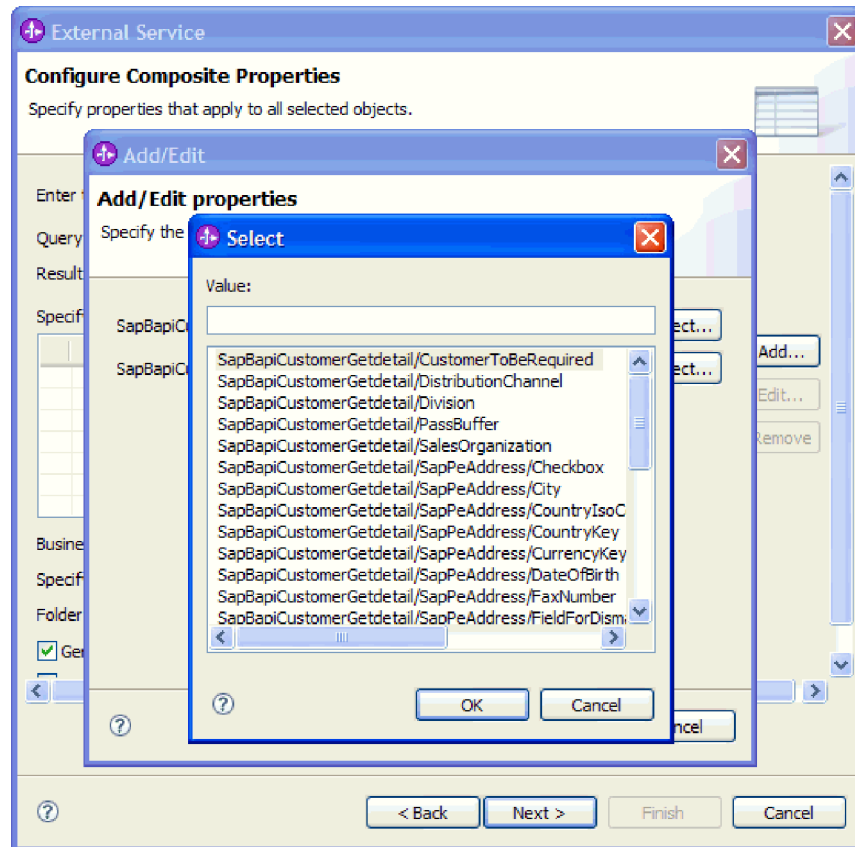 External Service
Configure Composite Properties
Specify properties that apply to all selected objects.
Add/Edit
Enter
Add/Edit properties
Query
Specify the
Select
Result
Value:
Specif
SapBapiCu
ect...
SapBapiCustomerGetdetail/CustomerToBeRequired
Add...
SapBapiCu
ect...
SapBapiCustomerGetdetail/DistributionChannel
SapBapiCustomerGetdetail/Division
Edit...
SapBapiCustomerGetdetail/PassBuffer
SapBapiCustomerGetdetail/SalesOrganization
Remove
SapBapiCustomerGetdetail/SapPeAddress/Checkbox
SapBapiCustomerGetdetail/SapPeAddress/City
SapBapiCustomerGetdetail/SapPeAddress/CountryIsoC
SapBapiCustomerGetdetail/SapPeAddress/CountryKey
SapBapiCustomerGetdetail/SapPeAddress/CurrencyKey
Busine
SapBapiCustomerGetdetail/SapPeAddress/DateOfBirth
Specif
SapBapiCustomerGetdetail/SapPeAddress/FaxNumber
Folder
SapBapiCustomerGetdetail/SapPeAddress/FieldForDism
Ger
OK
Cancel
ncel
< Back
Next >
Finish
Cancel